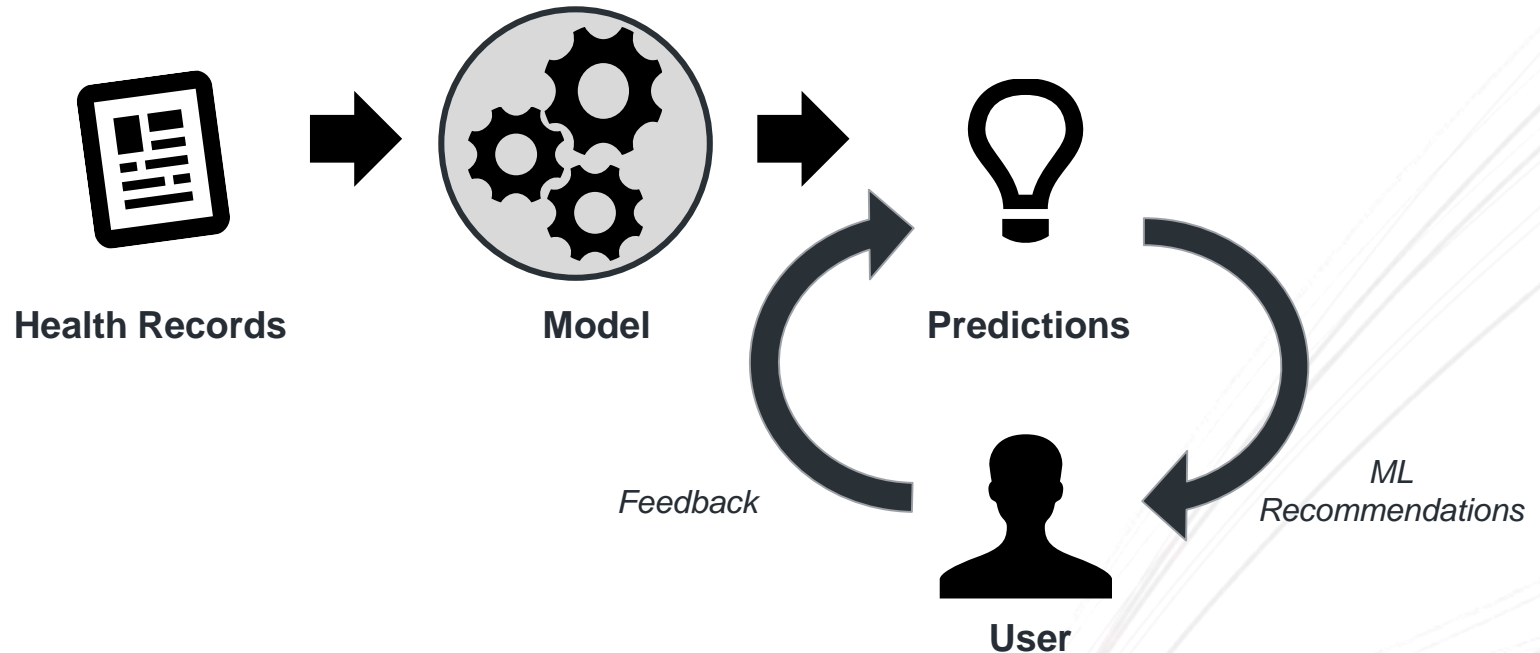 Health Records
Model
Predictions
Feedback
ML
Recommendations
User